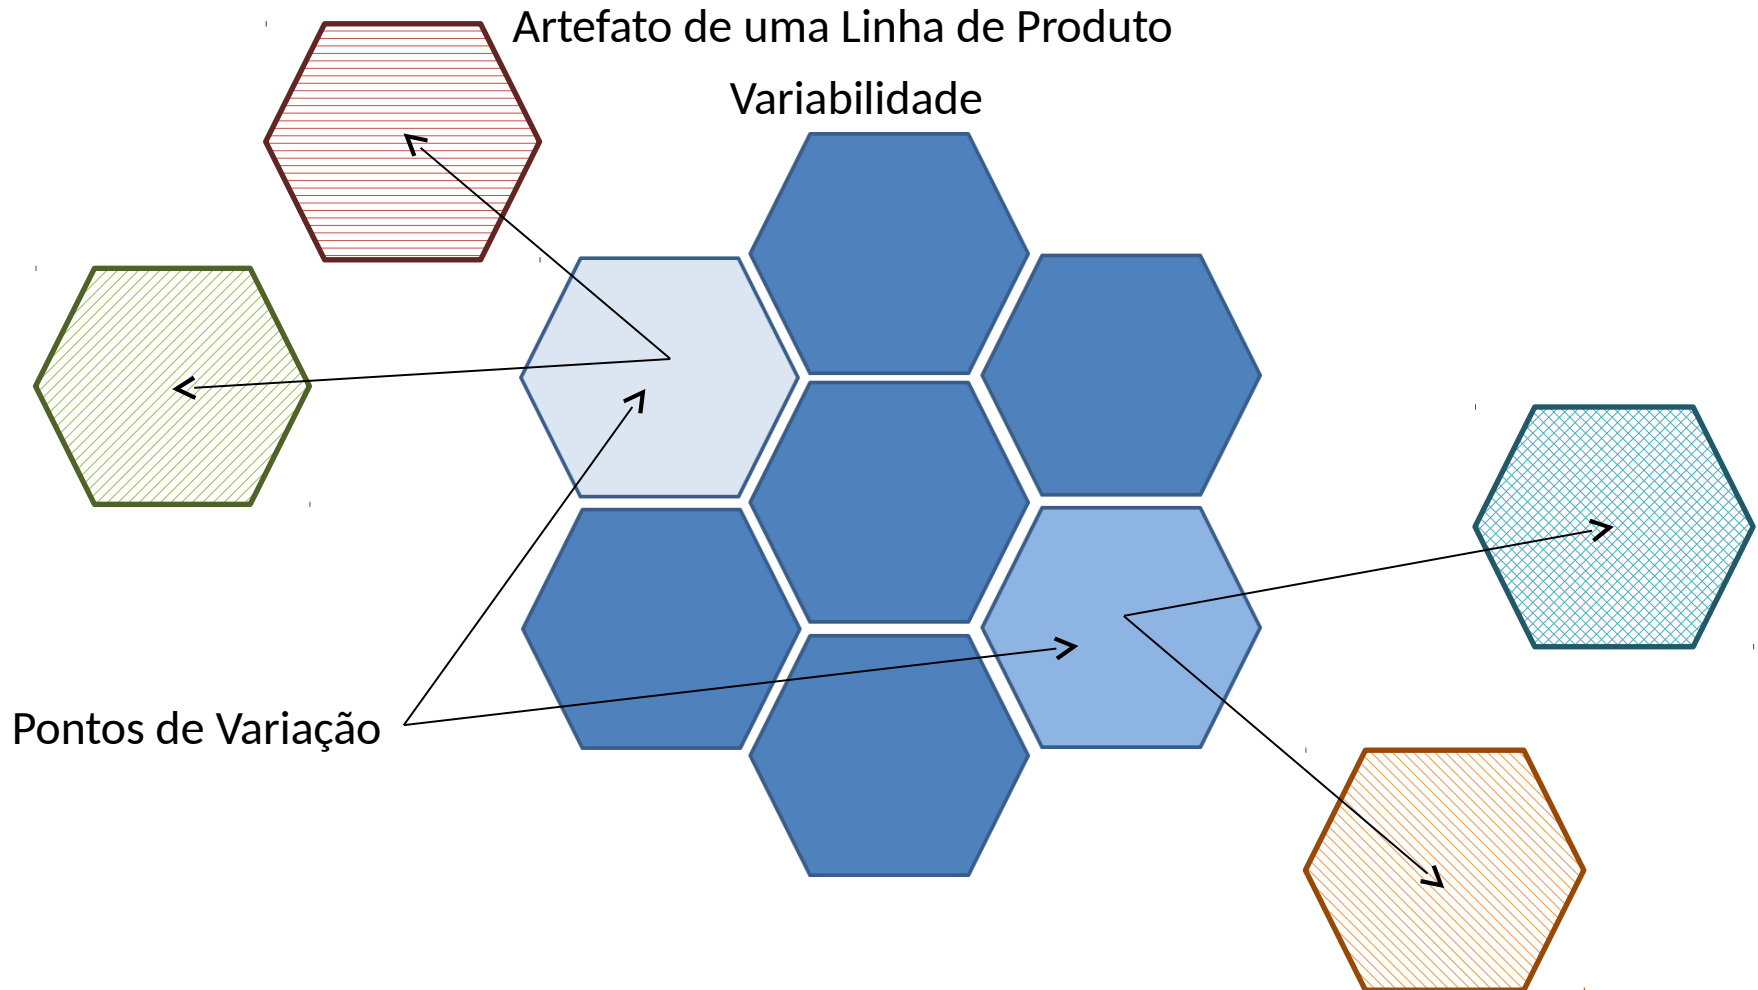 Artefato de uma Linha de Produto
Variabilidade
Pontos de Variação